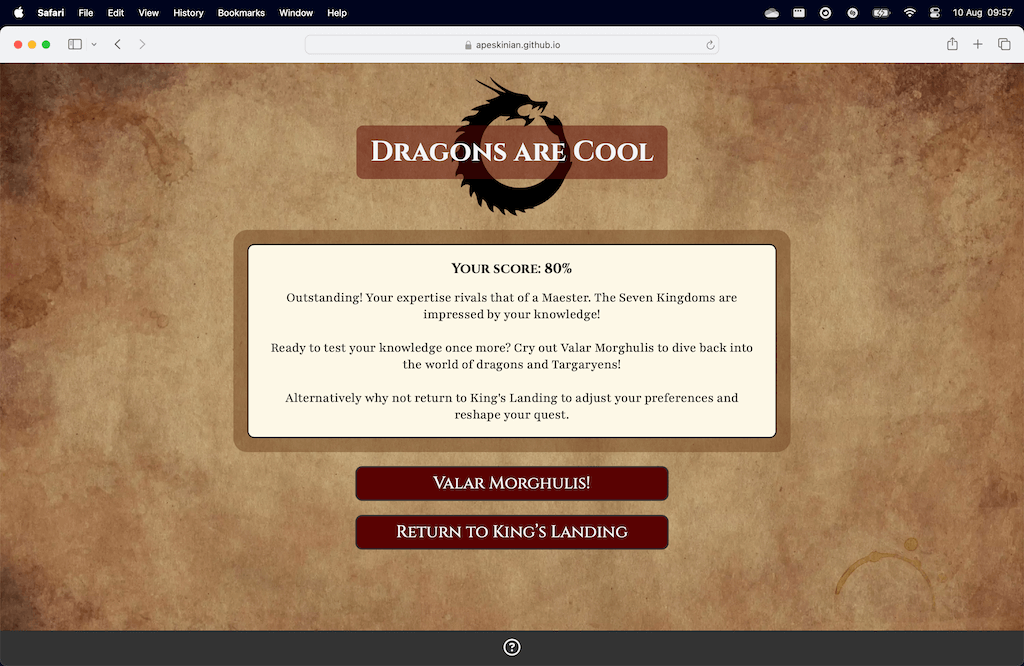 Safari File Edit View History Bookmarks Window Help 10 Aug 09:57
apeskinian.github.io
Dragons are Cool
Your score: 80%
Outstanding! Your expertise rivals that of a Maester. The Seven Kingdoms are
impressed by your knowledge!
Ready to test your knowledge once more? Cry out Valar Morghulis to dive back into
the world of dragons and Targaryens!
Alternatively why not return to King's Landing to adjust your preferences and
reshape your quest.
Valar Morghulis!
Return to King's Landing
?